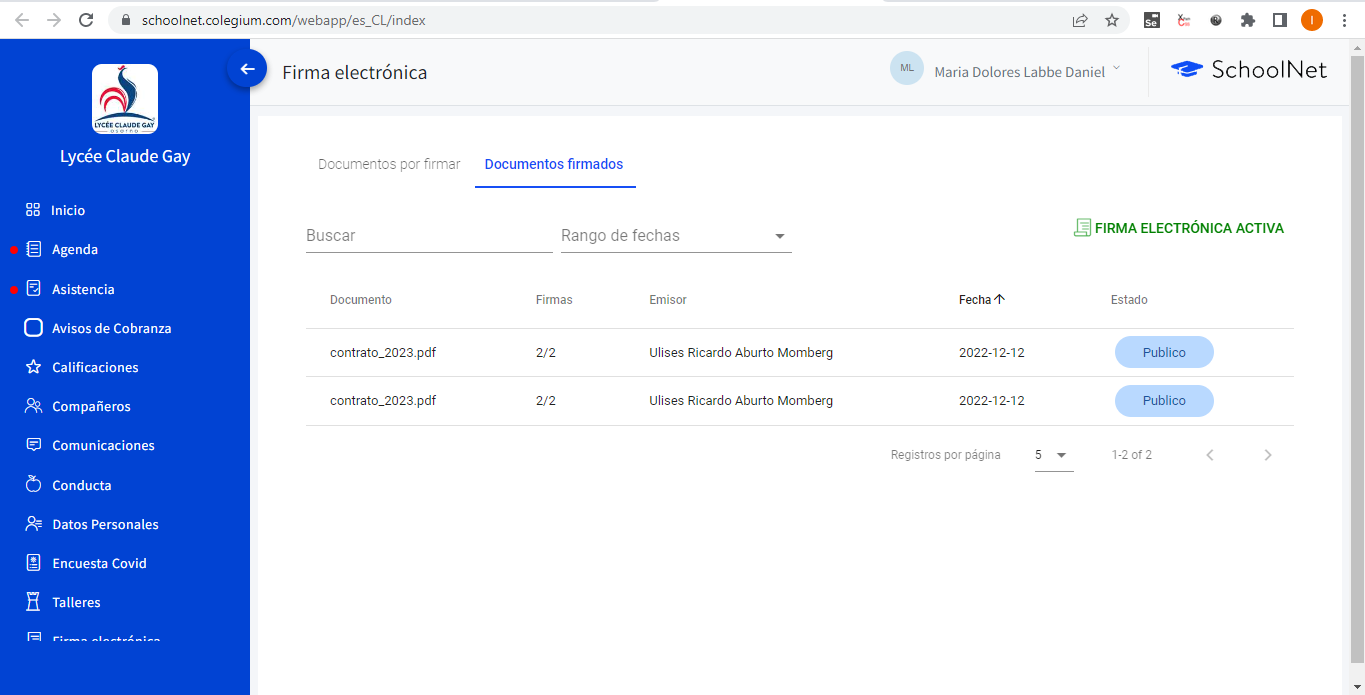 schoolnet.colegium.com/webapp/es_CL/index
LYCÉE CLAUDE GAY
OSORNO
Lycée Claude Gay
Inicio
Agenda
Asistencia
Avisos de Cobranza
Calificaciones
Compañeros
Comunicaciones
Conducta
Datos Personales
Encuesta Covid
Talleres
Firma electrónica
Firma electrónica
ML
Maria Dolores Labbe Daniel
SchoolNet
Documentos por firmar
Documentos firmados
Buscar
Rango de fechas
FIRMA ELECTRÓNICA ACTIVA
Documento Firmas Emisor Fecha Estado
contrato_2023.pdf 2/2 Ulises Ricardo Aburto Momberg 2022-12-12 Publico
contrato_2023.pdf 2/2 Ulises Ricardo Aburto Momberg 2022-12-12 Publico
Registros por página 5 1-2 of 2